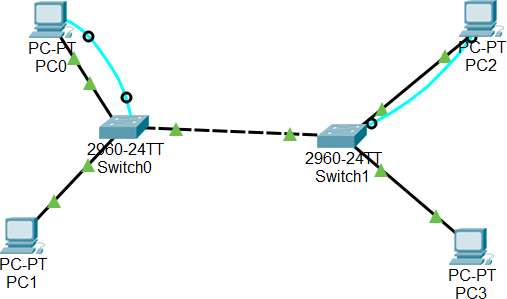 PC-PT
PC0
PC-PT
PC2
2960-24TT
Switch0
2960-24TT
Switch1
PC-PT
PC1
PC-PT
PC3